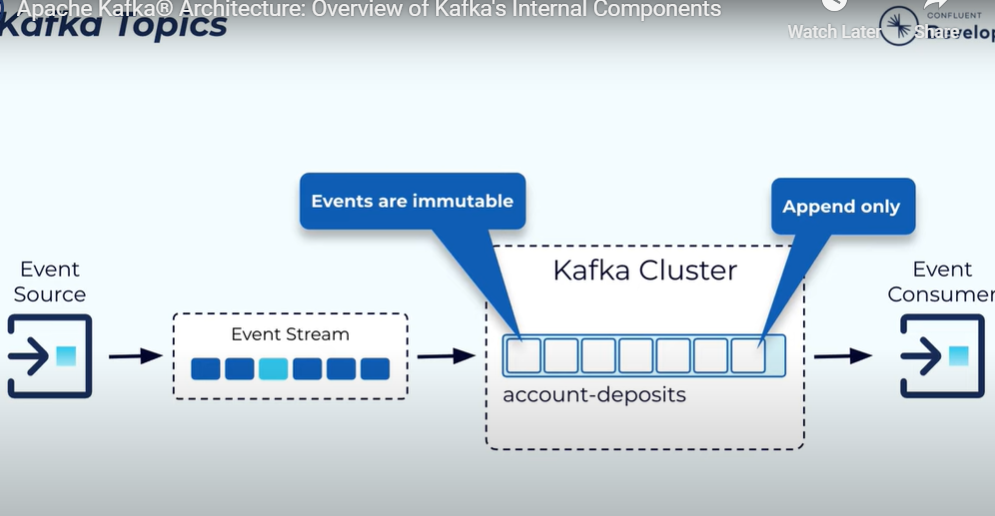 Apache Kafka® Architecture: Overview of Kafka's Internal Components
Kafka Topics
CONFLUENT
Develop
Watch Later
Share
Events are immutable
Append only
Event
Source
Event Stream
Kafka Cluster
account-deposits
Event
Consumer